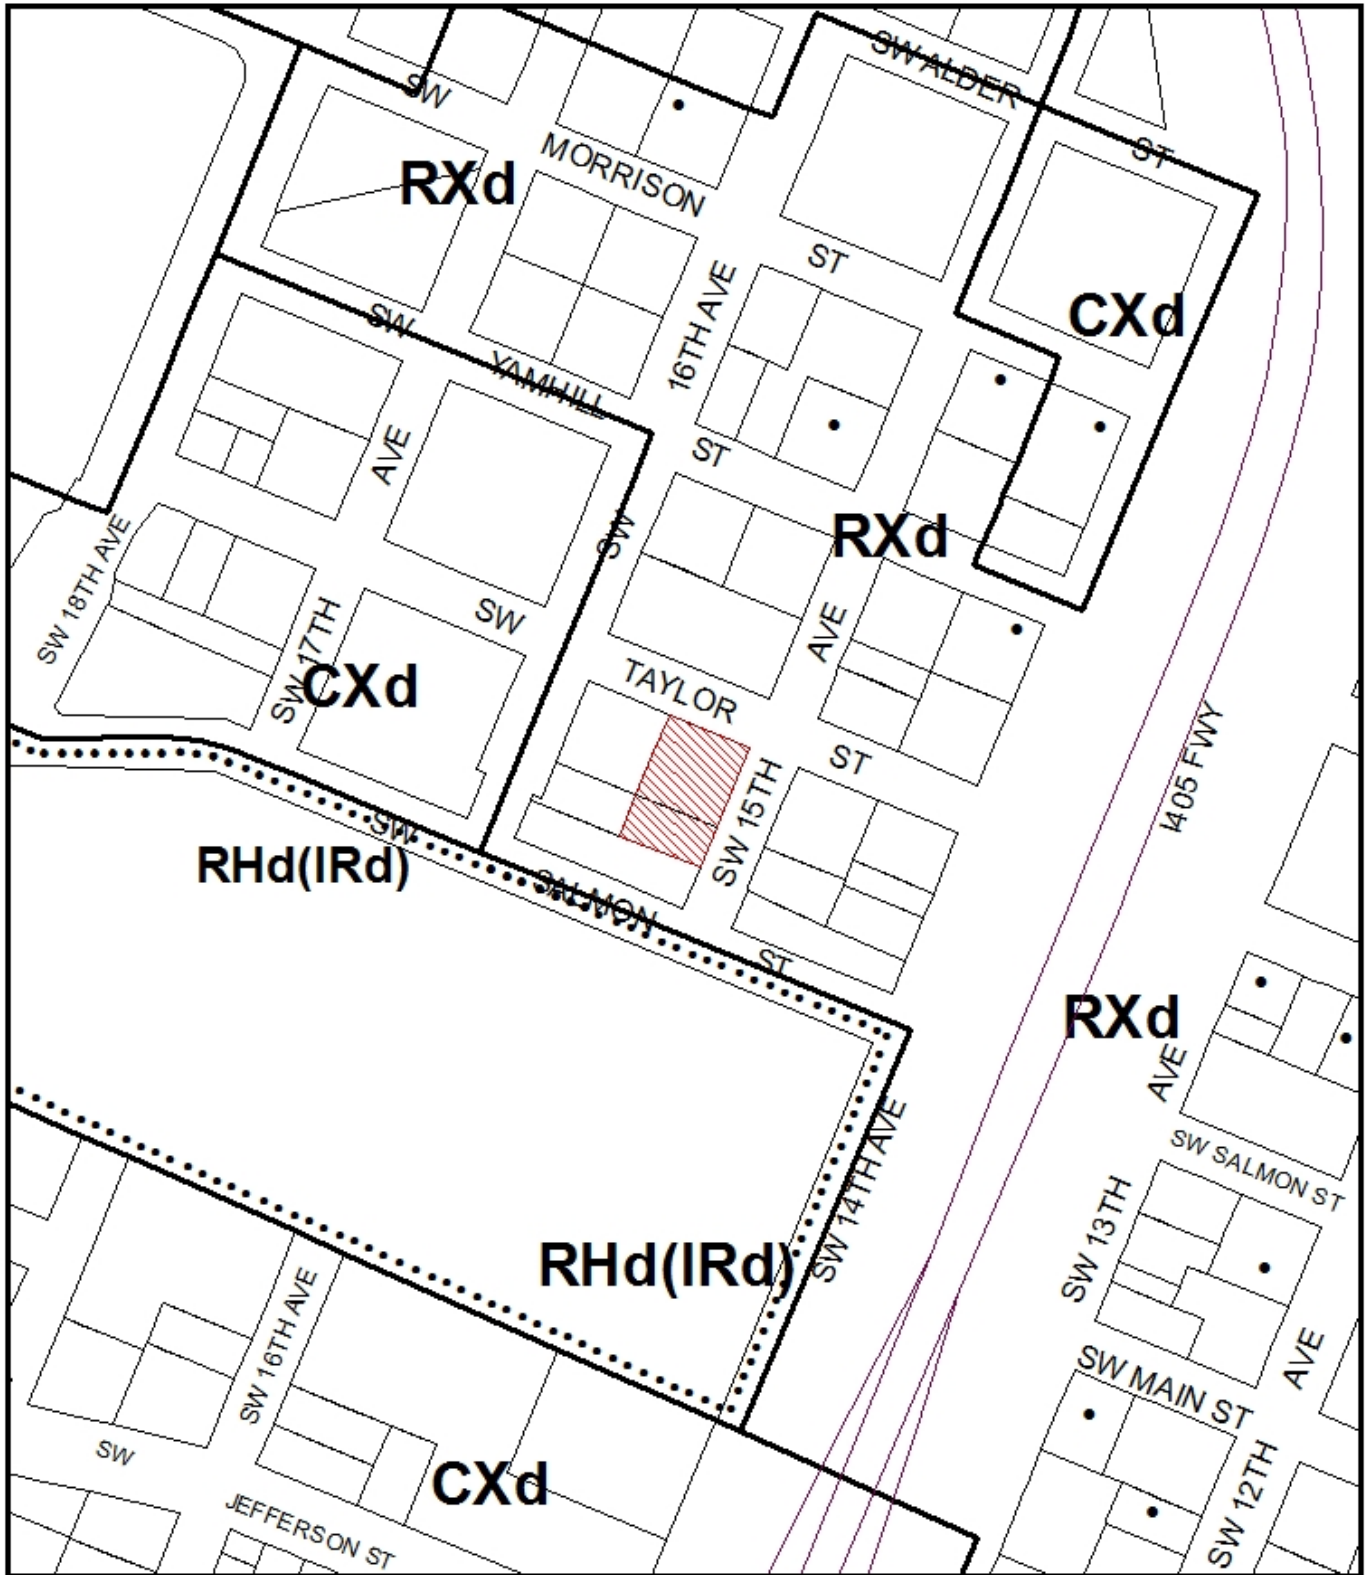 SW ALDER
ST
SW
MORRISON
ST
RXd
16TH AVE
CXd
SW
YAMHILL
ST
AVE
SW
RXd
SW 18TH AVE
SW 17TH
SW
AVE
CXd
TAYLOR
ST
I405 FWY
SW 15TH
SW
RHd(IRd)
SALMON
ST
RXd
AVE
SW 14TH AVE
SW SALMON ST
SW 13TH
RHd(IRd)
SW 16TH AVE
SW MAIN ST
AVE
SW
CXd
JEFFERSON ST
SW 12TH